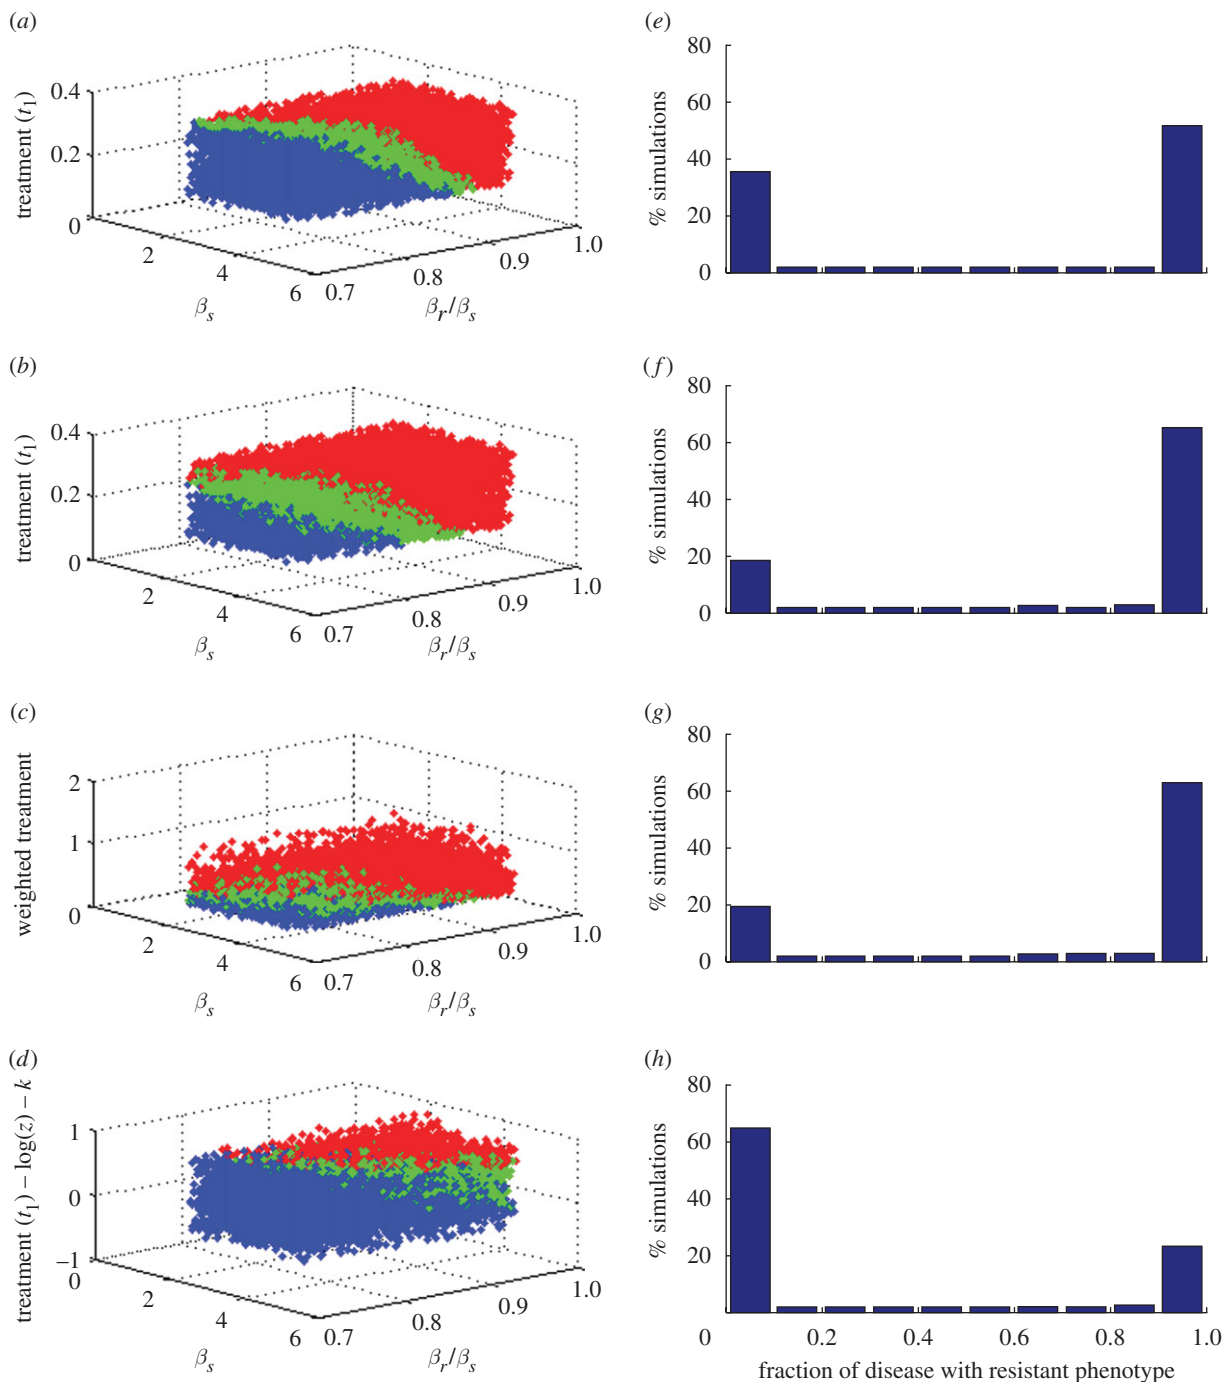 (a)
treatment (t₁)
0.4
0.2
0
2
4
6
βₛ
0.7
0.8
0.9
1.0
βᵣ/βₛ
(e)
% simulations
80
60
40
20
0
(b)
treatment (t₁)
0.4
0.2
0
2
4
6
βₛ
0.7
0.8
0.9
1.0
βᵣ/βₛ
(f)
% simulations
80
60
40
20
0
(c)
weighted treatment
2
1
0
2
4
6
βₛ
0.7
0.8
0.9
1.0
βᵣ/βₛ
(g)
% simulations
80
60
40
20
0
(d)
treatment (t₁) − log(z) − k
1
0
−1
0
2
4
6
βₛ
0.7
0.8
0.9
1.0
βᵣ/βₛ
(h)
% simulations
80
60
40
20
0
0.2
0.4
0.6
0.8
1.0
fraction of disease with resistant phenotype